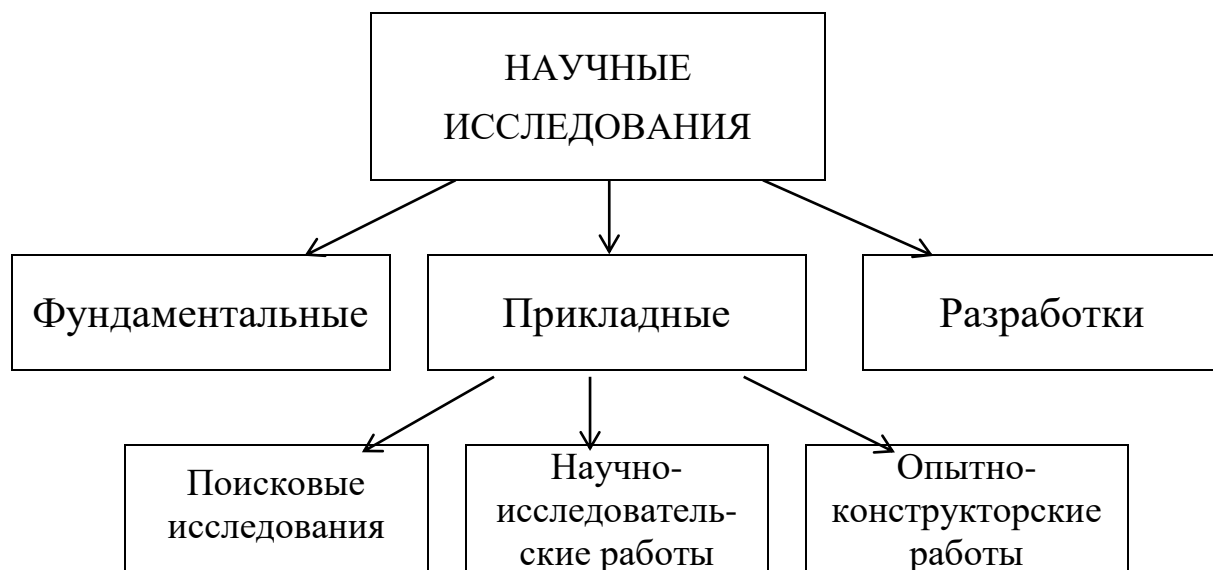 НАУЧНЫЕ
ИССЛЕДОВАНИЯ
Фундаментальные
Прикладные
Разработки
Поисковые
исследования
Научно-
исследователь-
ские работы
Опытно-
конструкторские
работы